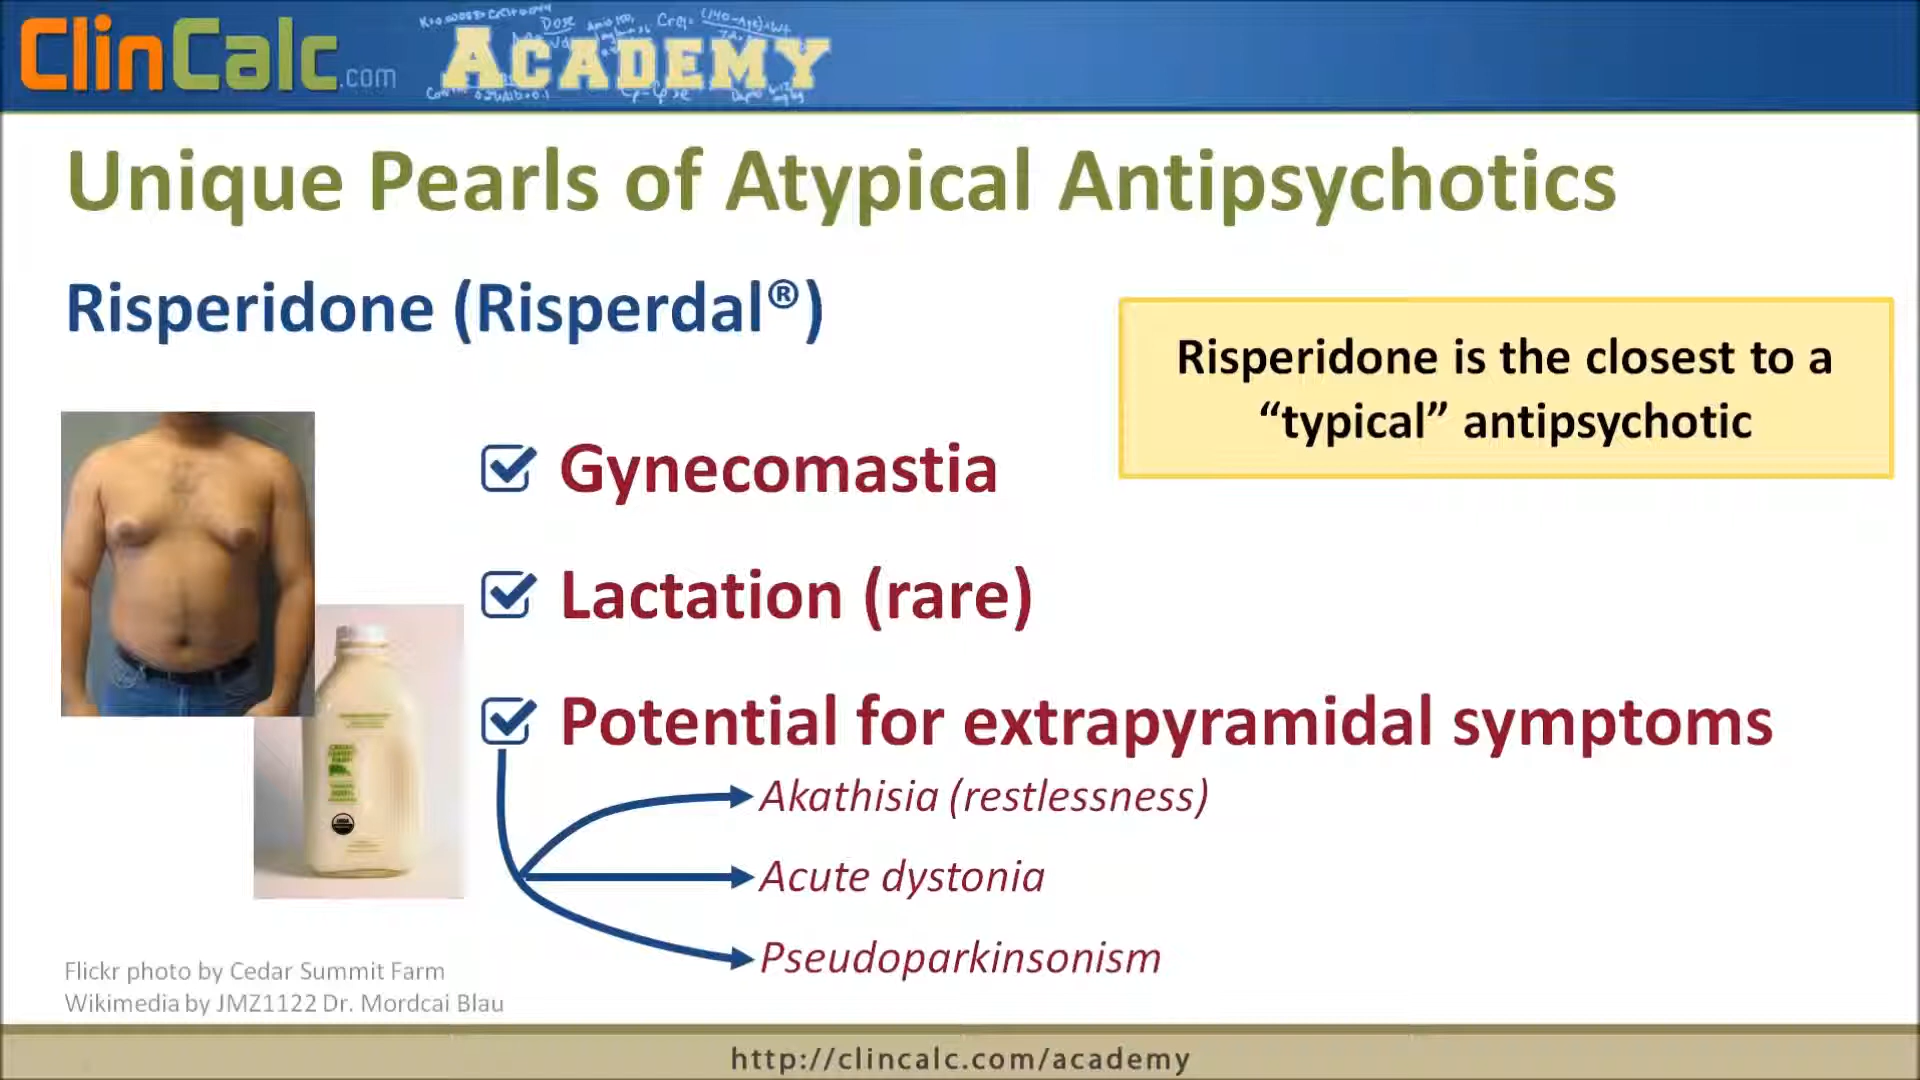 ClinCalc.com ACADEMY
Unique Pearls of Atypical Antipsychotics
Risperidone (Risperdal®)
Risperidone is the closest to a
“typical” antipsychotic
Gynecomastia
Lactation (rare)
Potential for extrapyramidal symptoms
Akathisia (restlessness)
Acute dystonia
Pseudoparkinsonism
Flickr photo by Cedar Summit Farm
Wikimedia by JMZ1122 Dr. Mordcai Blau
http://clincalc.com/academy